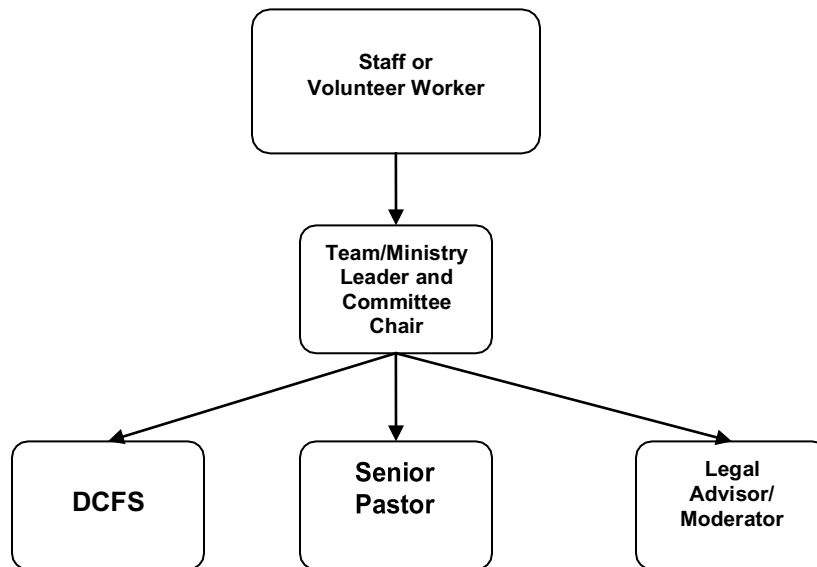 Staff or
Volunteer Worker
Team/Ministry
Leader and
Committee
Chair
DCFS
Senior
Pastor
Legal
Advisor/
Moderator